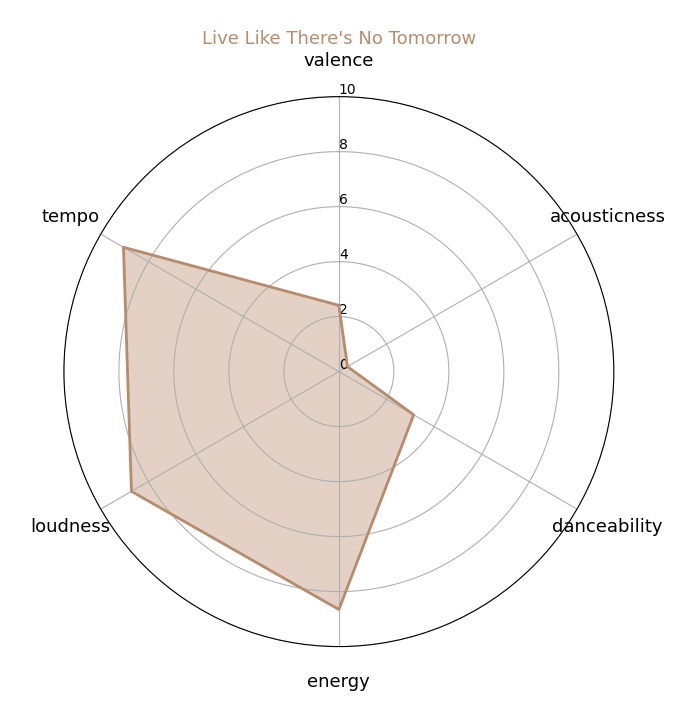 Live Like There's No Tomorrow
valence
10
8
tempo
acousticness
6
4
2
0
loudness
danceability
energy